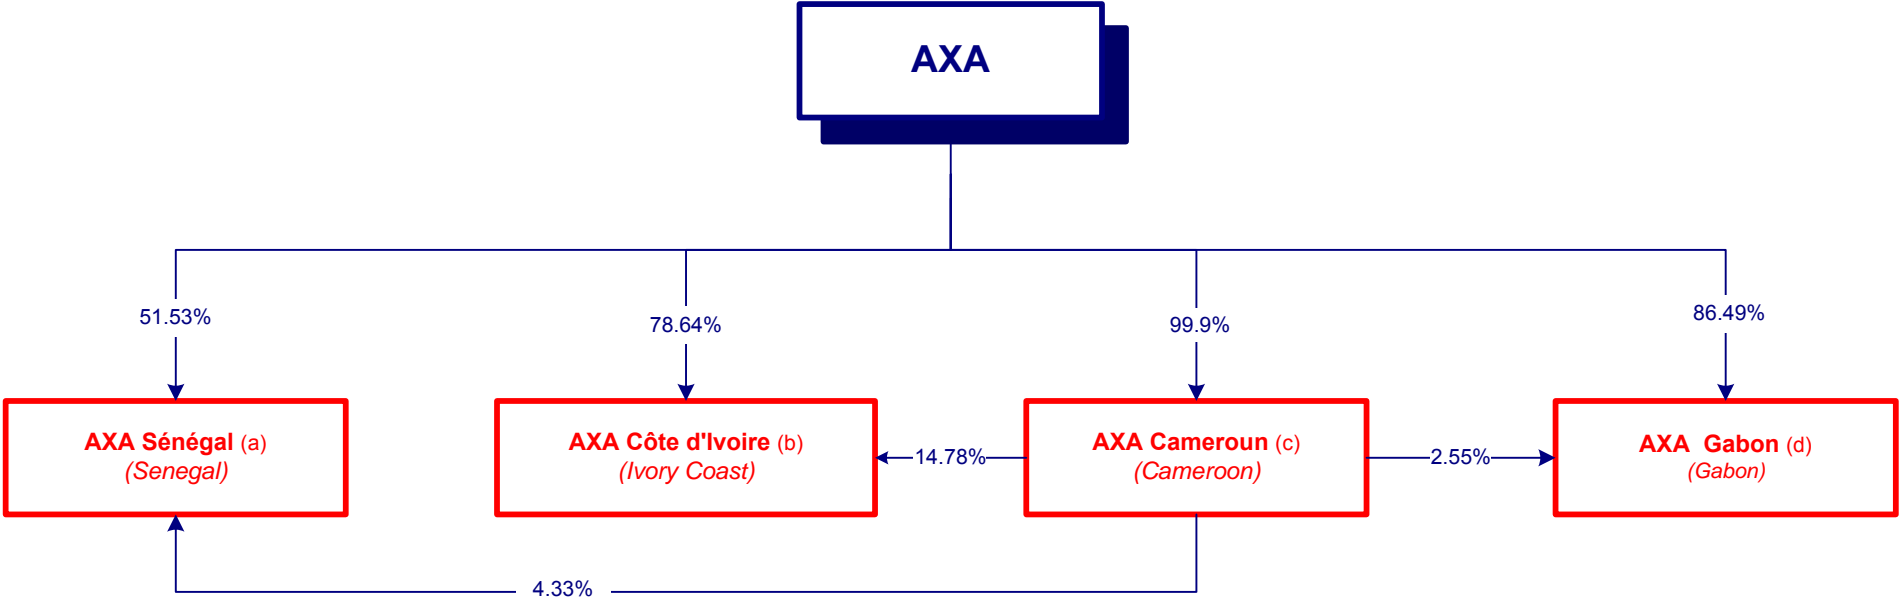 AXA
51.53%
78.64%
99.9%
86.49%
AXA Sénégal (a)
(Senegal)
AXA Côte d'Ivoire (b)
(Ivory Coast)
14.78%
AXA Cameroun (c)
(Cameroon)
2.55%
AXA  Gabon (d)
(Gabon)
4.33%